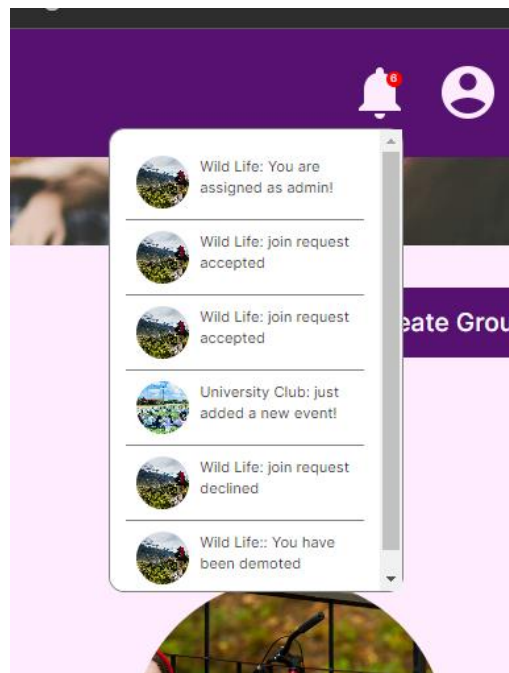 6
Wild Life: You are
assigned as admin!
Wild Life: join request
accepted
Wild Life: join request
accepted
eate Grou
University Club: just
added a new event!
Wild Life: join request
declined
Wild Life:: You have
been demoted